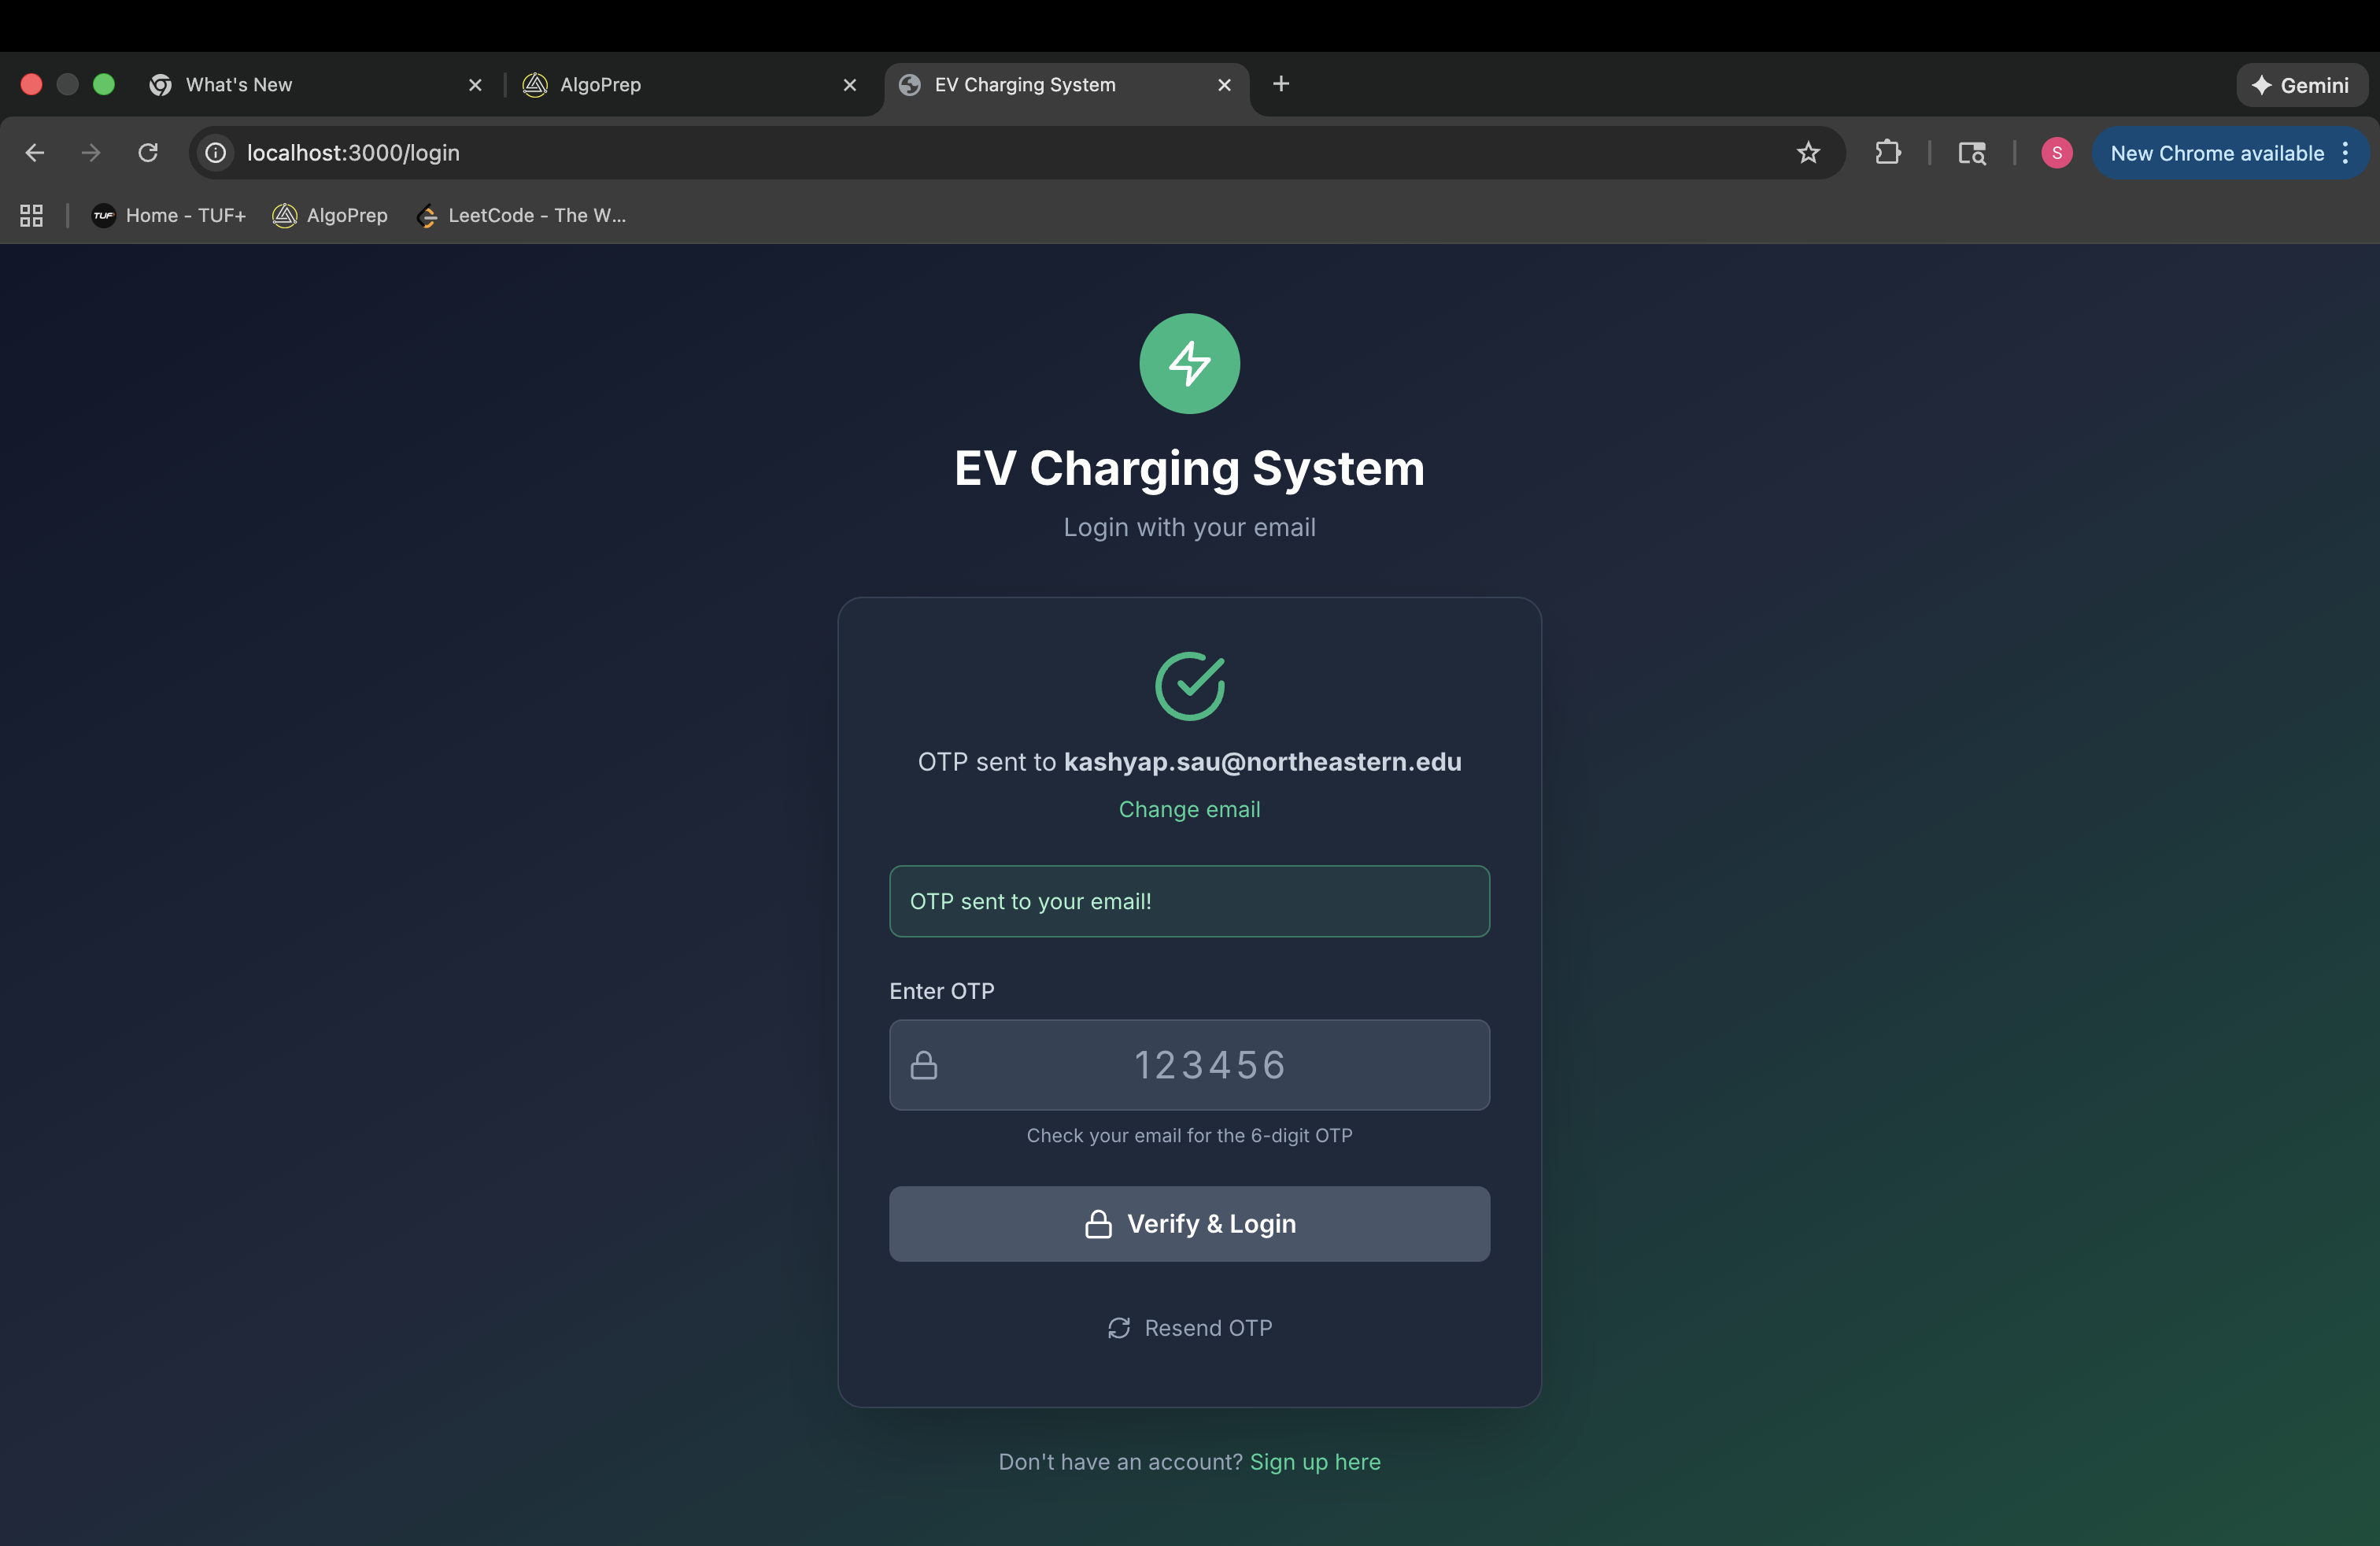 What's New
AlgoPrep
EV Charging System
Gemini
localhost:3000/login
S
New Chrome available
TUF+
Home - TUF+
AlgoPrep
LeetCode - The W...
EV Charging System
Login with your email
OTP sent to kashyap.sau@northeastern.edu
Change email
OTP sent to your email!
Enter OTP
123456
Check your email for the 6-digit OTP
Verify & Login
Resend OTP
Don't have an account? Sign up here